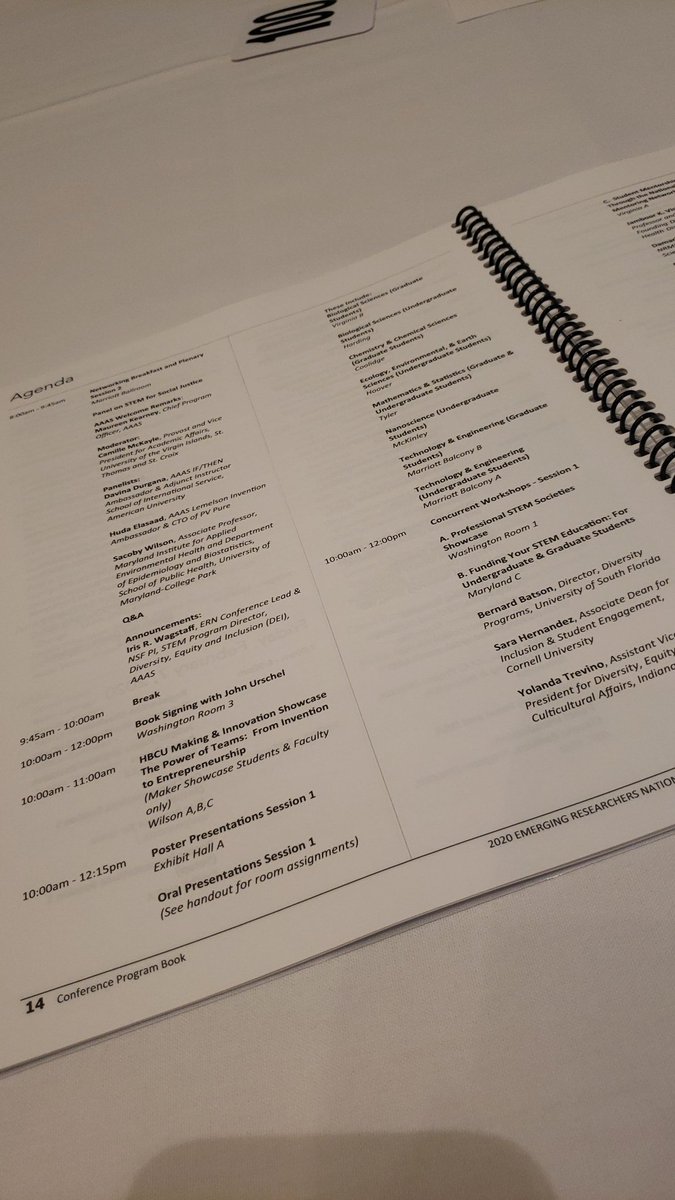 100
Agenda
8:00am - 9:45am
Networking Breakfast and Plenary
Session 3
Marriott Ballroom
Panel on STEM for Social Justice
AAAS Welcome Remarks:
Maureen Kearney, Chief Program
Officer, AAAS
Moderator:
Camille McKayle, Provost and Vice
President for Academic Affairs,
University of the Virgin Islands, St.
Thomas and St. Croix
Panelists:
Davina Durgana, AAAS IF/THEN
Ambassador & Adjunct Instructor
School of International Service,
American University
Huda Elasaad, AAAS Lemelson Invention
Ambassador & CTO of PV Pure
Sacoby Wilson, Associate Professor,
Maryland Institute for Applied
Environmental Health and Department
of Epidemiology and Biostatistics,
School of Public Health, University of
Maryland-College Park
Q&A
Announcements:
Iris R. Wagstaff, ERN Conference Lead &
NSF PI, STEM Program Director,
Diversity, Equity and Inclusion (DEI),
AAAS
9:45am - 10:00am
Break
10:00am - 12:00pm
Book Signing with John Urschel
Washington Room 3
10:00am - 11:00am
HBCU Making & Innovation Showcase
The Power of Teams: From Invention
to Entrepreneurship
(Maker Showcase Students & Faculty
only)
Wilson A,B,C
10:00am - 12:15pm
Poster Presentations Session 1
Exhibit Hall A
Oral Presentations Session 1
(See handout for room assignments)
14 Conference Program Book
These include:
Biological Sciences (Graduate
Students)
Virginia B
Biological Sciences (Undergraduate
Students)
Harding
Chemistry & Chemical Sciences
(Graduate Students)
Coolidge
Ecology, Environmental, & Earth
Sciences (Undergraduate Students)
Hoover
Mathematics & Statistics (Graduate &
Undergraduate Students)
Tyler
Nanoscience (Undergraduate
Students)
McKinley
Technology & Engineering (Graduate
Students)
Marriott Balcony B
Technology & Engineering
(Undergraduate Students)
Marriott Balcony A
10:00am - 12:00pm
Concurrent Workshops - Session 1
A. Professional STEM Societies
Showcase
Washington Room 1
B. Funding Your STEM Education: For
Undergraduate & Graduate Students
Maryland C
Bernard Batson, Director, Diversity
Programs, University of South Florida
Sara Hernandez, Associate Dean for
Inclusion & Student Engagement,
Cornell University
Yolanda Trevino, Assistant Vice
President for Diversity, Equity
Culticultural Affairs, Indiana
2020 EMERGING RESEARCHERS NATION
C. Student Mentorship
Through the National
Mentoring Network
Virginia A
Jambour K.
Professor and
Founding
Health